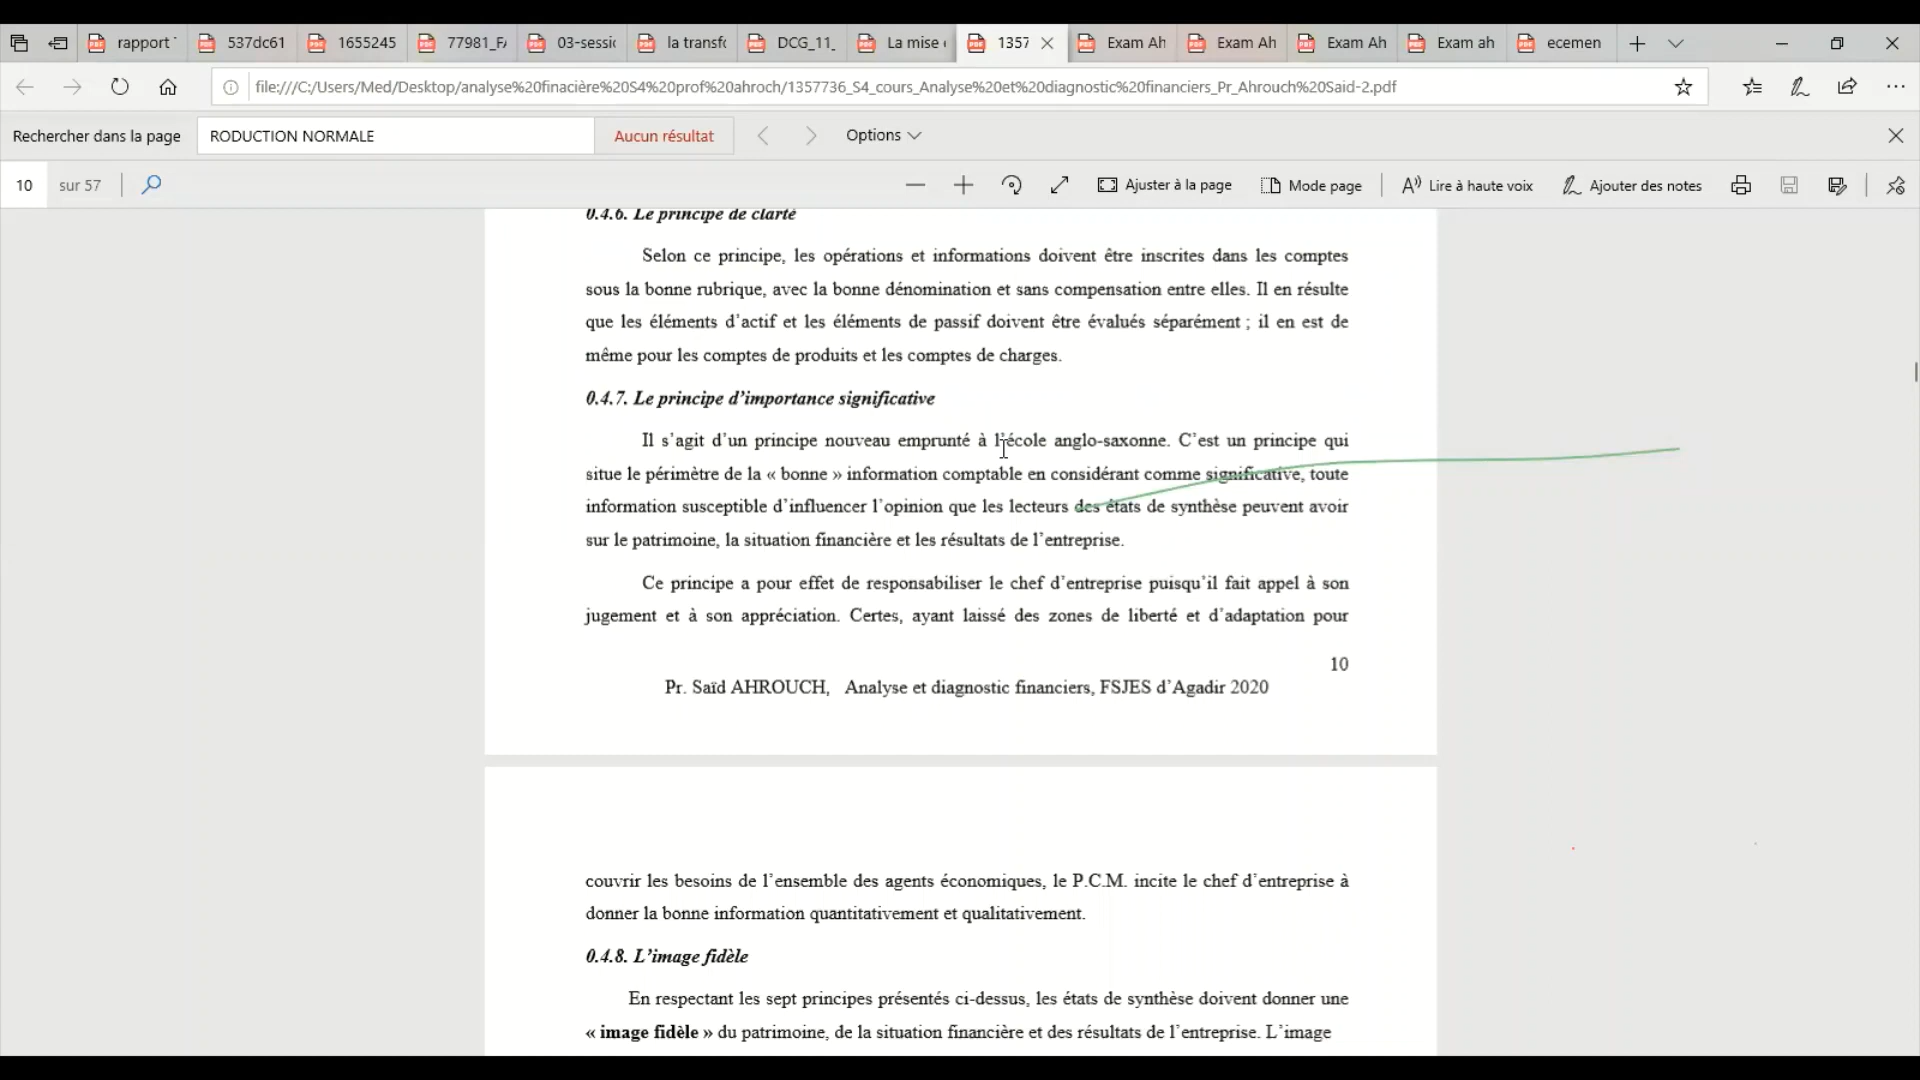 rapport
537dc61
1655245
77981_FA
03-sessio
la transfo
DCG_11_
La mise
1357
Exam Ah
Exam Ah
Exam Ah
Exam ah
ecemen
file:///C:/Users/Med/Desktop/analyse%20finacière%20S4%20prof%20ahroch/1357736_S4_cours_Analyse%20et%20diagnostic%20financiers_Pr_Ahrouch%20Said-2.pdf
Rechercher dans la page
RODUCTION NORMALE
Aucun résultat
Options
10
sur 57
Ajuster à la page
Mode page
Lire à haute voix
Ajouter des notes
0.4.6. Le principe de clarté
Selon ce principe, les opérations et informations doivent être inscrites dans les comptes
sous la bonne rubrique, avec la bonne dénomination et sans compensation entre elles. Il en résulte
que les éléments d’actif et les éléments de passif doivent être évalués séparément ; il en est de
même pour les comptes de produits et les comptes de charges.
0.4.7. Le principe d’importance significative
Il s’agit d’un principe nouveau emprunté à l’école anglo-saxonne. C’est un principe qui
situe le périmètre de la « bonne » information comptable en considérant comme significative, toute
information susceptible d’influencer l’opinion que les lecteurs des états de synthèse peuvent avoir
sur le patrimoine, la situation financière et les résultats de l’entreprise.
Ce principe a pour effet de responsabiliser le chef d’entreprise puisqu’il fait appel à son
jugement et à son appréciation. Certes, ayant laissé des zones de liberté et d’adaptation pour
10
Pr. Saïd AHROUCH, Analyse et diagnostic financiers, FSJES d’Agadir 2020
couvrir les besoins de l’ensemble des agents économiques, le P.C.M. incite le chef d’entreprise à
donner la bonne information quantitativement et qualitativement.
0.4.8. L’image fidèle
En respectant les sept principes présentés ci-dessus, les états de synthèse doivent donner une
« image fidèle » du patrimoine, de la situation financière et des résultats de l’entreprise. L’image